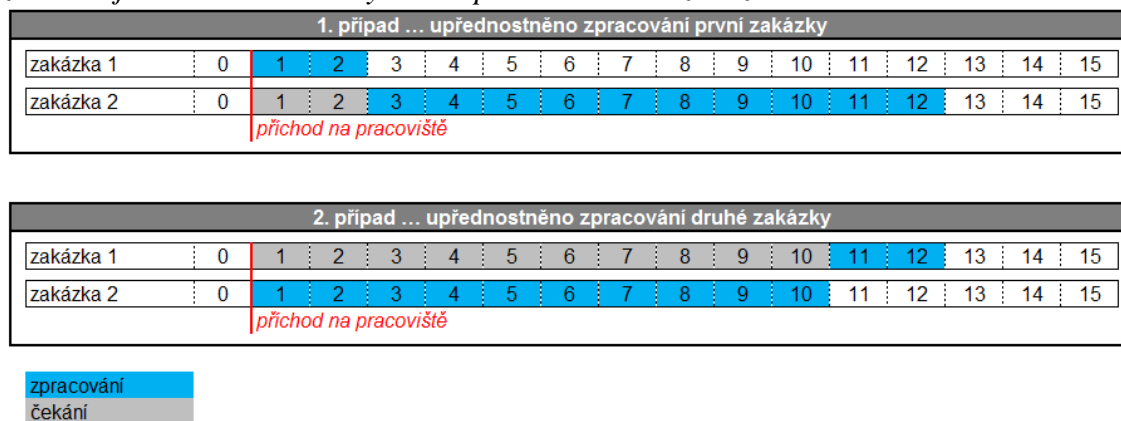 1. případ … upřednostněno zpracování první zakázky
zakázka 1 0 1 2 3 4 5 6 7 8 9 10 11 12 13 14 15
zakázka 2 0 1 2 3 4 5 6 7 8 9 10 11 12 13 14 15
příchod na pracoviště
2. případ … upřednostněno zpracování druhé zakázky
zakázka 1 0 1 2 3 4 5 6 7 8 9 10 11 12 13 14 15
zakázka 2 0 1 2 3 4 5 6 7 8 9 10 11 12 13 14 15
příchod na pracoviště
zpracování
čekání